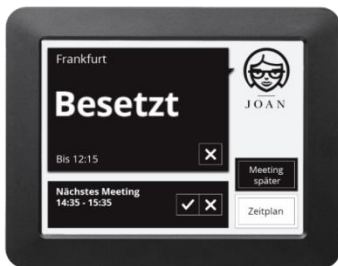 Frankfurt
Besetzt
Bis 12:15
JOAN
Meeting
später
Nächstes Meeting
14:35 - 15:35
Zeitplan